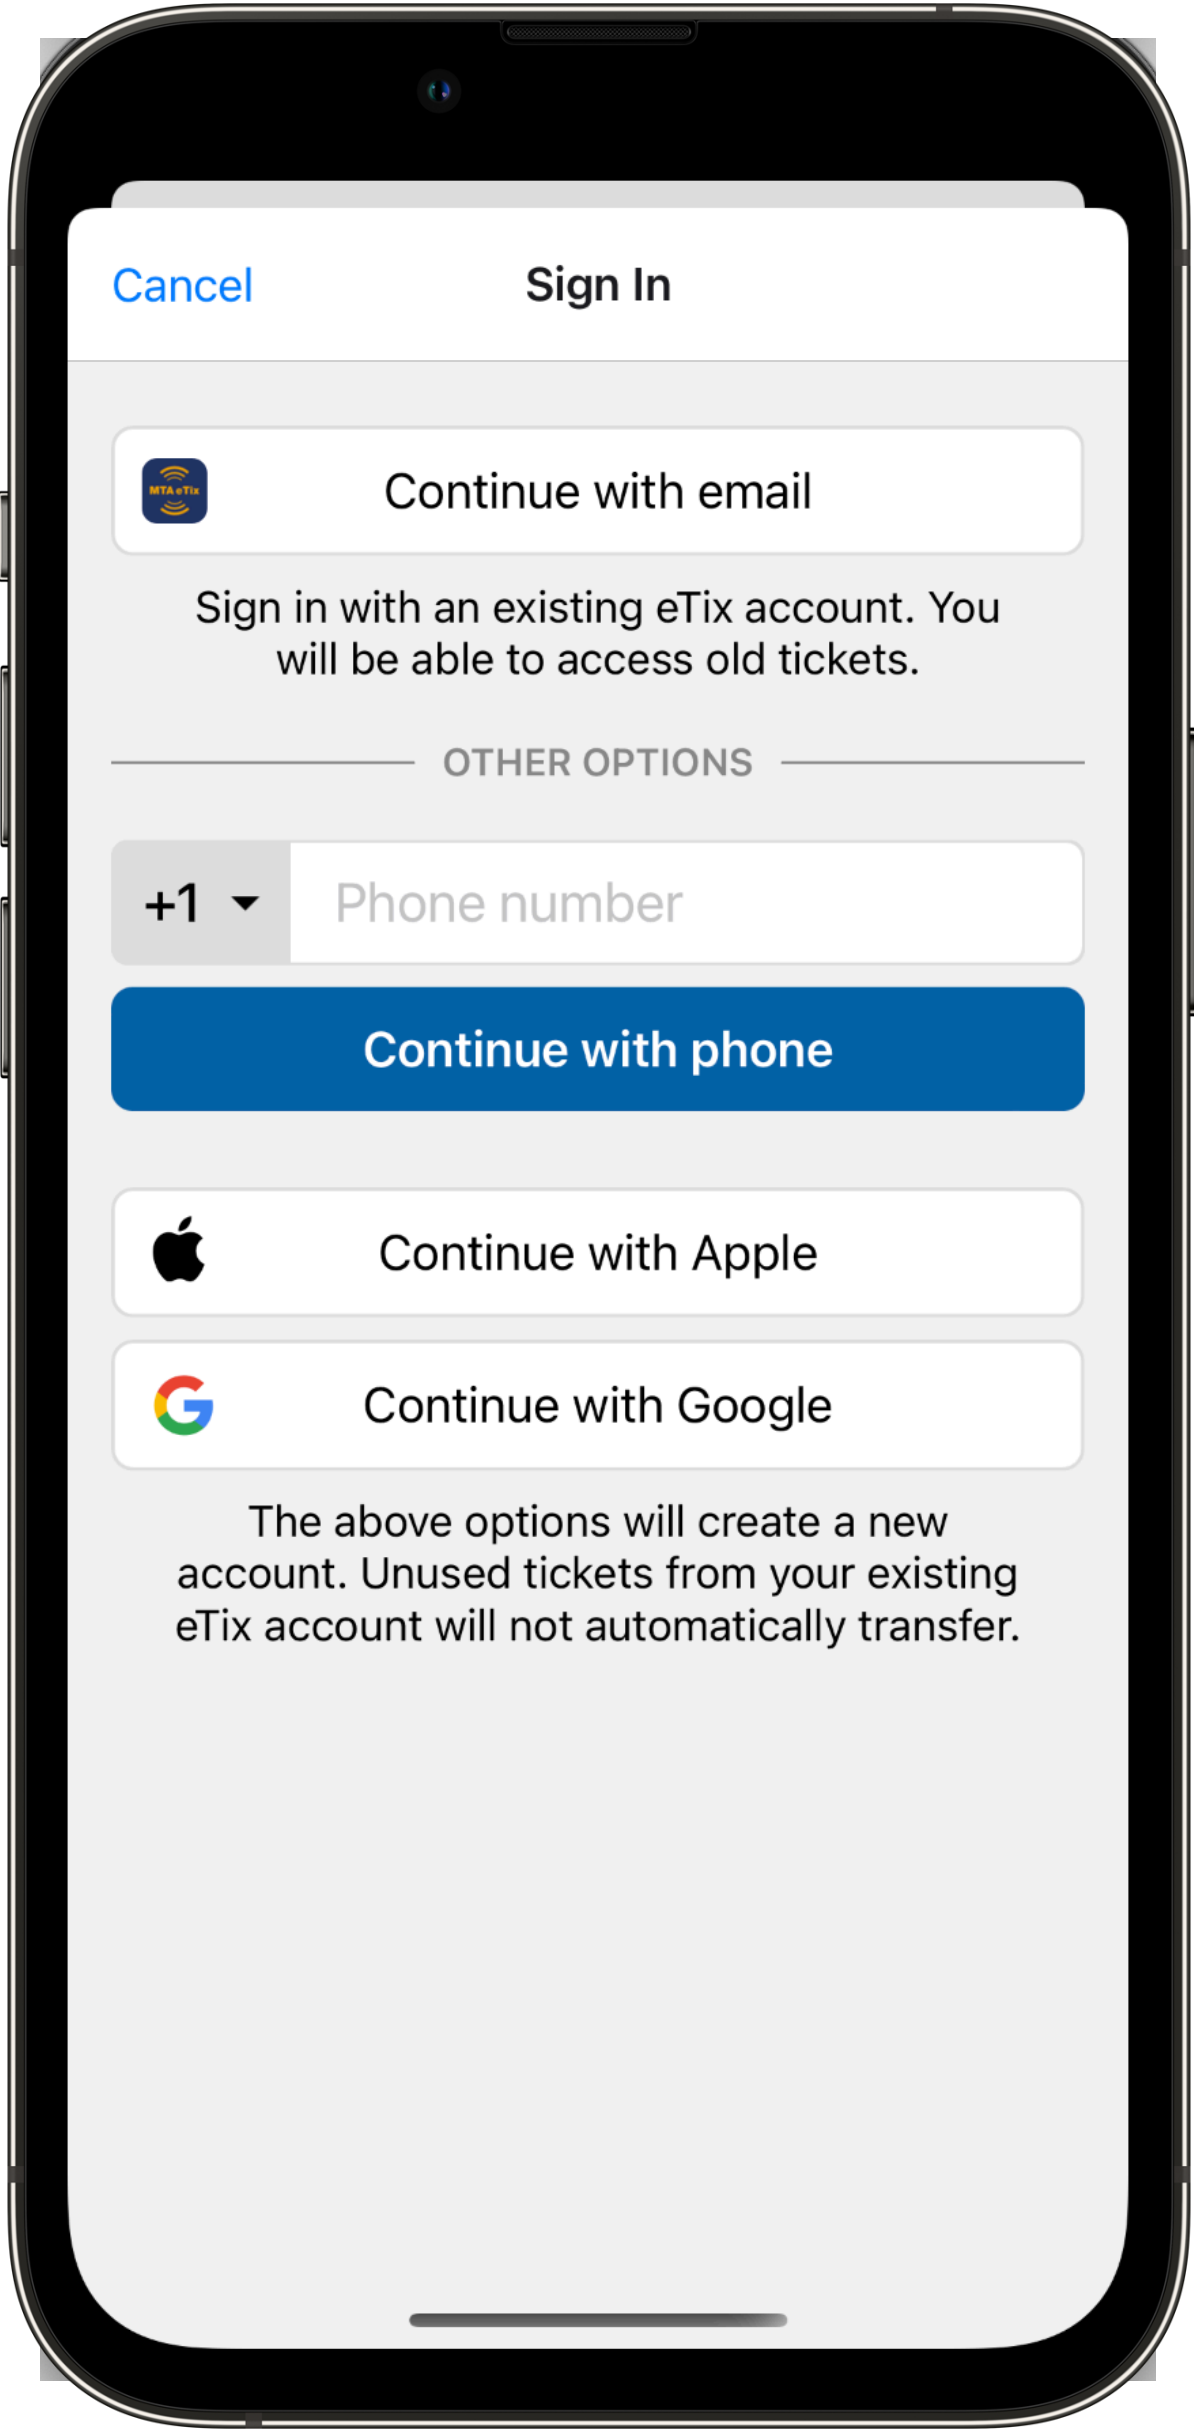 Cancel
Sign In
MTA eTix
Continue with email
Sign in with an existing eTix account. You
will be able to access old tickets.
OTHER OPTIONS
+1
Phone number
Continue with phone
Continue with Apple
Continue with Google
The above options will create a new
account. Unused tickets from your existing
eTix account will not automatically transfer.